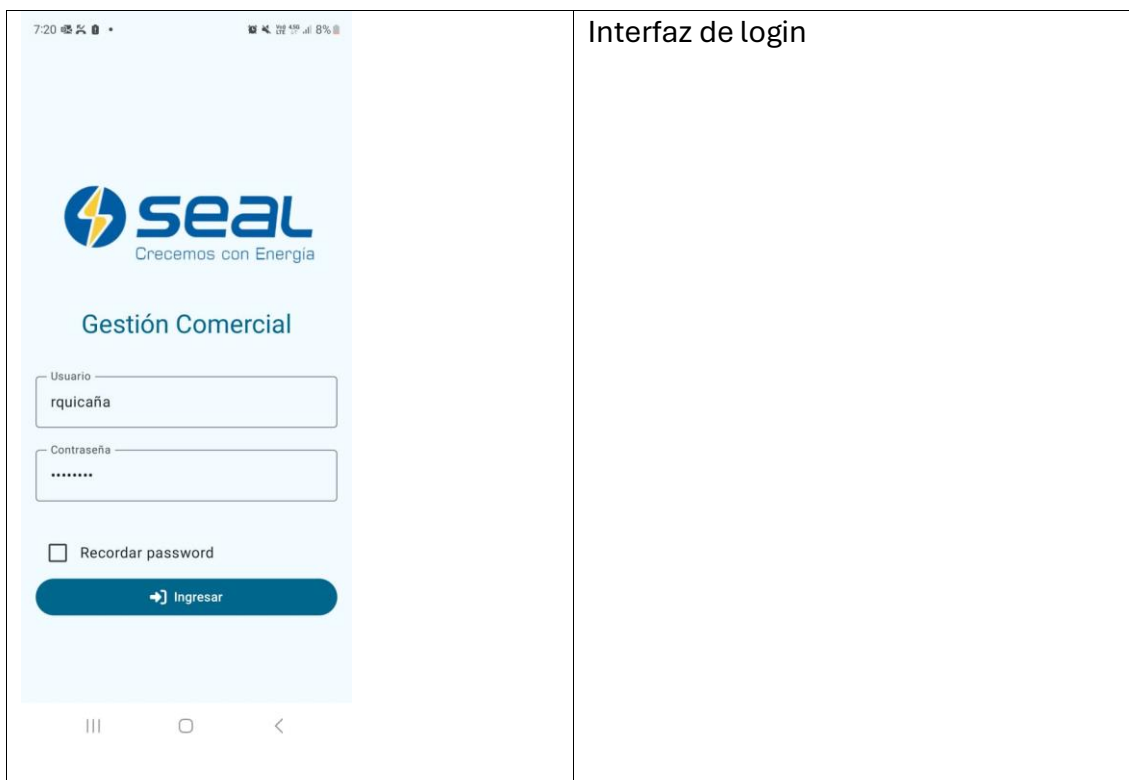 7:20
8%
Interfaz de login
seal
Crecemos con Energía
Gestión Comercial
Usuario
rquicaña
Contraseña
••••••••
Recordar password
Ingresar